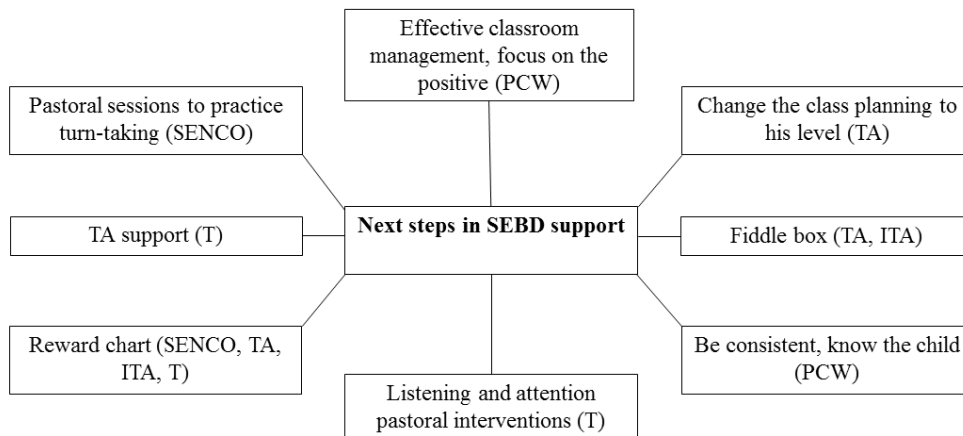 Effective classroom
management, focus on the
positive (PCW)
Pastoral sessions to practice
turn-taking (SENCO)
Change the class planning to
his level (TA)
Next steps in SEBD support
TA support (T)
Fiddle box (TA, ITA)
Reward chart (SENCO, TA,
ITA, T)
Be consistent, know the child
(PCW)
Listening and attention
pastoral interventions (T)